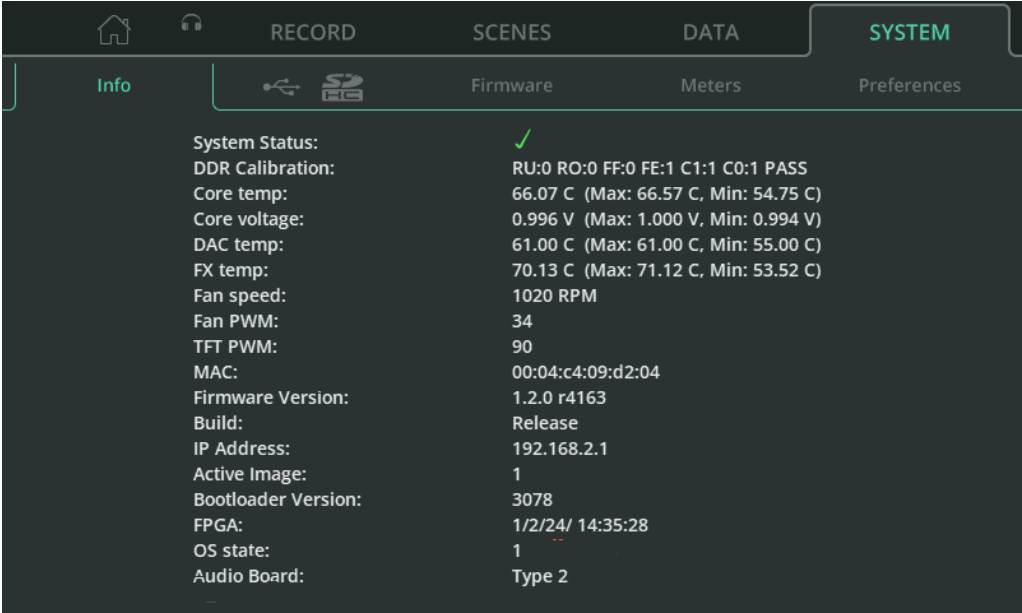 RECORD SCENES DATA SYSTEM
Info SD HC Firmware Meters Preferences
System Status:
DDR Calibration: RU:0 RO:0 FF:0 FE:1 C1:1 C0:1 PASS
Core temp: 66.07 C (Max: 66.57 C, Min: 54.75 C)
Core voltage: 0.996 V (Max: 1.000 V, Min: 0.994 V)
DAC temp: 61.00 C (Max: 61.00 C, Min: 55.00 C)
FX temp: 70.13 C (Max: 71.12 C, Min: 53.52 C)
Fan speed: 1020 RPM
Fan PWM: 34
TFT PWM: 90
MAC: 00:04:c4:09:d2:04
Firmware Version: 1.2.0 r4163
Build: Release
IP Address: 192.168.2.1
Active Image: 1
Bootloader Version: 3078
FPGA: 1/2/24/ 14:35:28
OS state: 1
Audio Board: Type 2